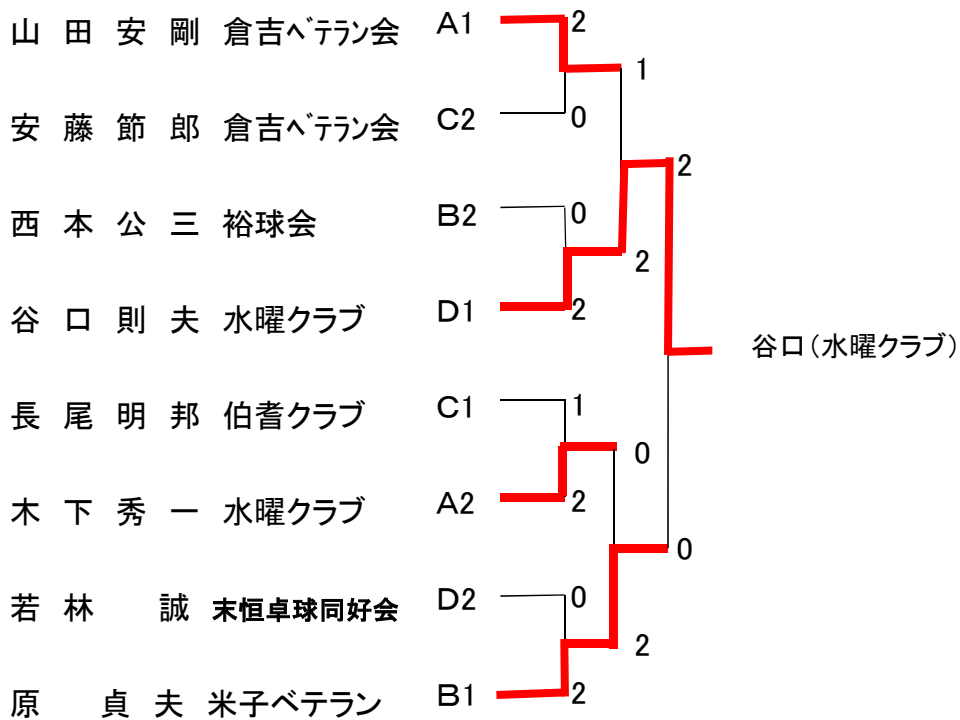 山 田 安 剛 倉吉ベテラン会 A1 2
1
安 藤 節 郎 倉吉ベテラン会 C2 0
2
西 本 公 三 裕球会 B2 0
2
谷 口 則 夫 水曜クラブ D1 2
谷口(水曜クラブ)
長 尾 明 邦 伯耆クラブ C1 1
0
木 下 秀 一 水曜クラブ A2 2
0
若 林 誠 末恒卓球同好会 D2 0
2
原 貞 夫 米子ベテラン B1 2